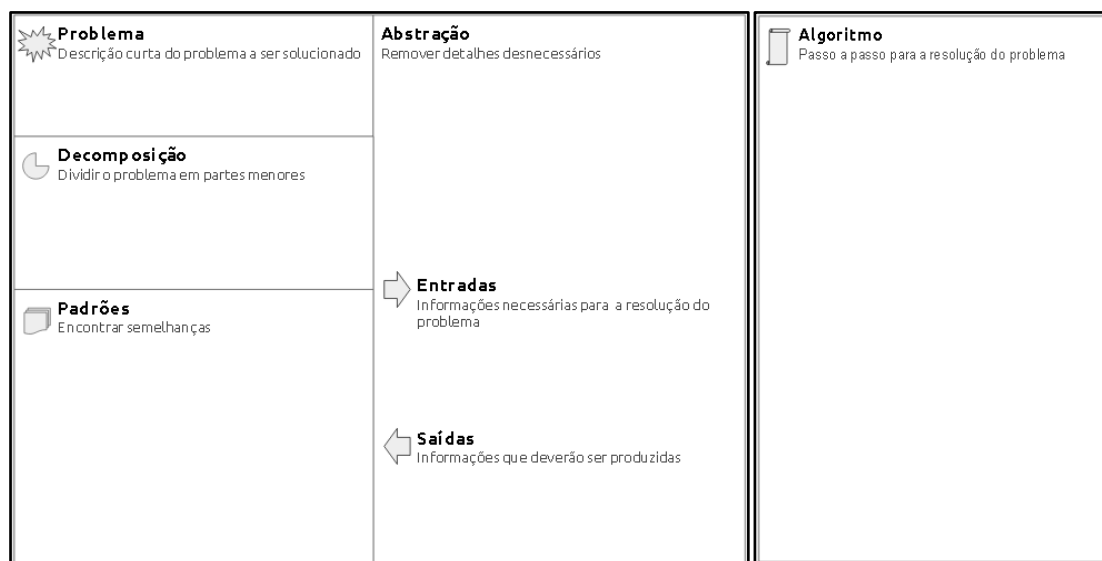 Problema
Descrição curta do problema a ser solucionado
Decomposição
Dividir o problema em partes menores
Padrões
Encontrar semelhanças
Abstração
Remover detalhes desnecessários
Entradas
Informações necessárias para a resolução do
problema
Saídas
Informações que deverão ser produzidas
Algoritmo
Passo a passo para a resolução do problema